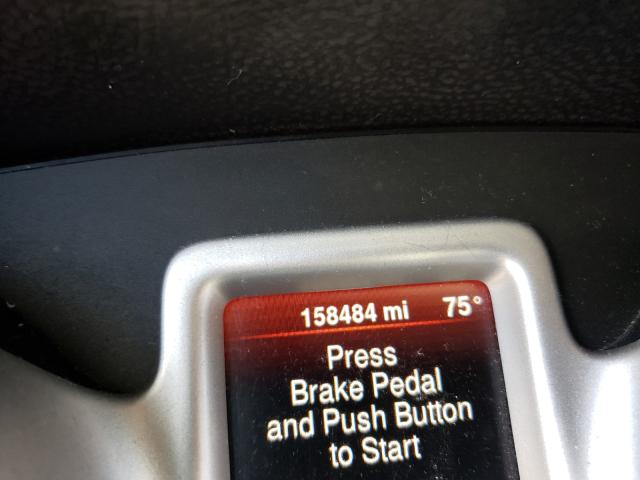 158484 mi 75°
Press
Brake Pedal
and Push Button
to Start